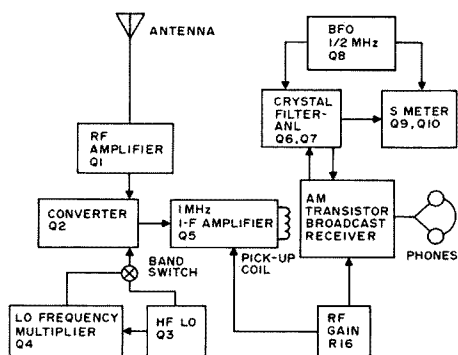 ANTENNA
BFO
1/2 MHz
Q8
CRYSTAL
FILTER-
ANL
Q6,Q7
S METER
Q9,Q10
RF
AMPLIFIER
Q1
CONVERTER
Q2
1MHz
I-F AMPLIFIER
Q5
PICK-UP
COIL
AM
TRANSISTOR
BROADCAST
RECEIVER
PHONES
BAND
SWITCH
LO FREQUENCY
MULTIPLIER
Q4
HF LO
Q3
RF
GAIN
R16